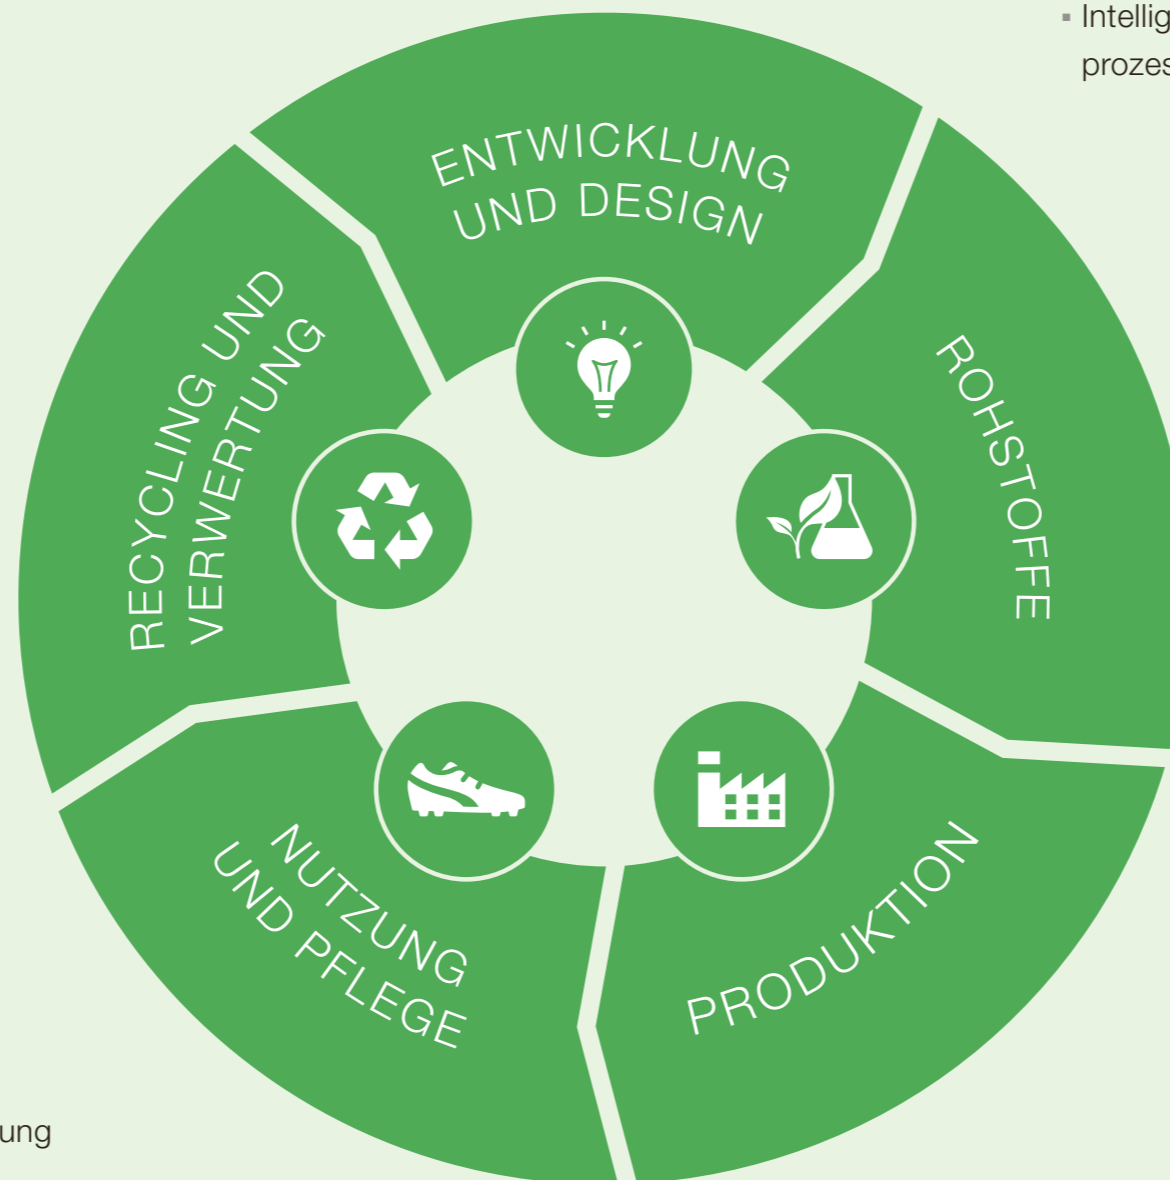 ENTWICKLUNG
UND DESIGN
ROHSTOFFE
PRODUKTION
NUTZUNG
UND PFLEGE
RECYCLING UND
VERWERTUNG